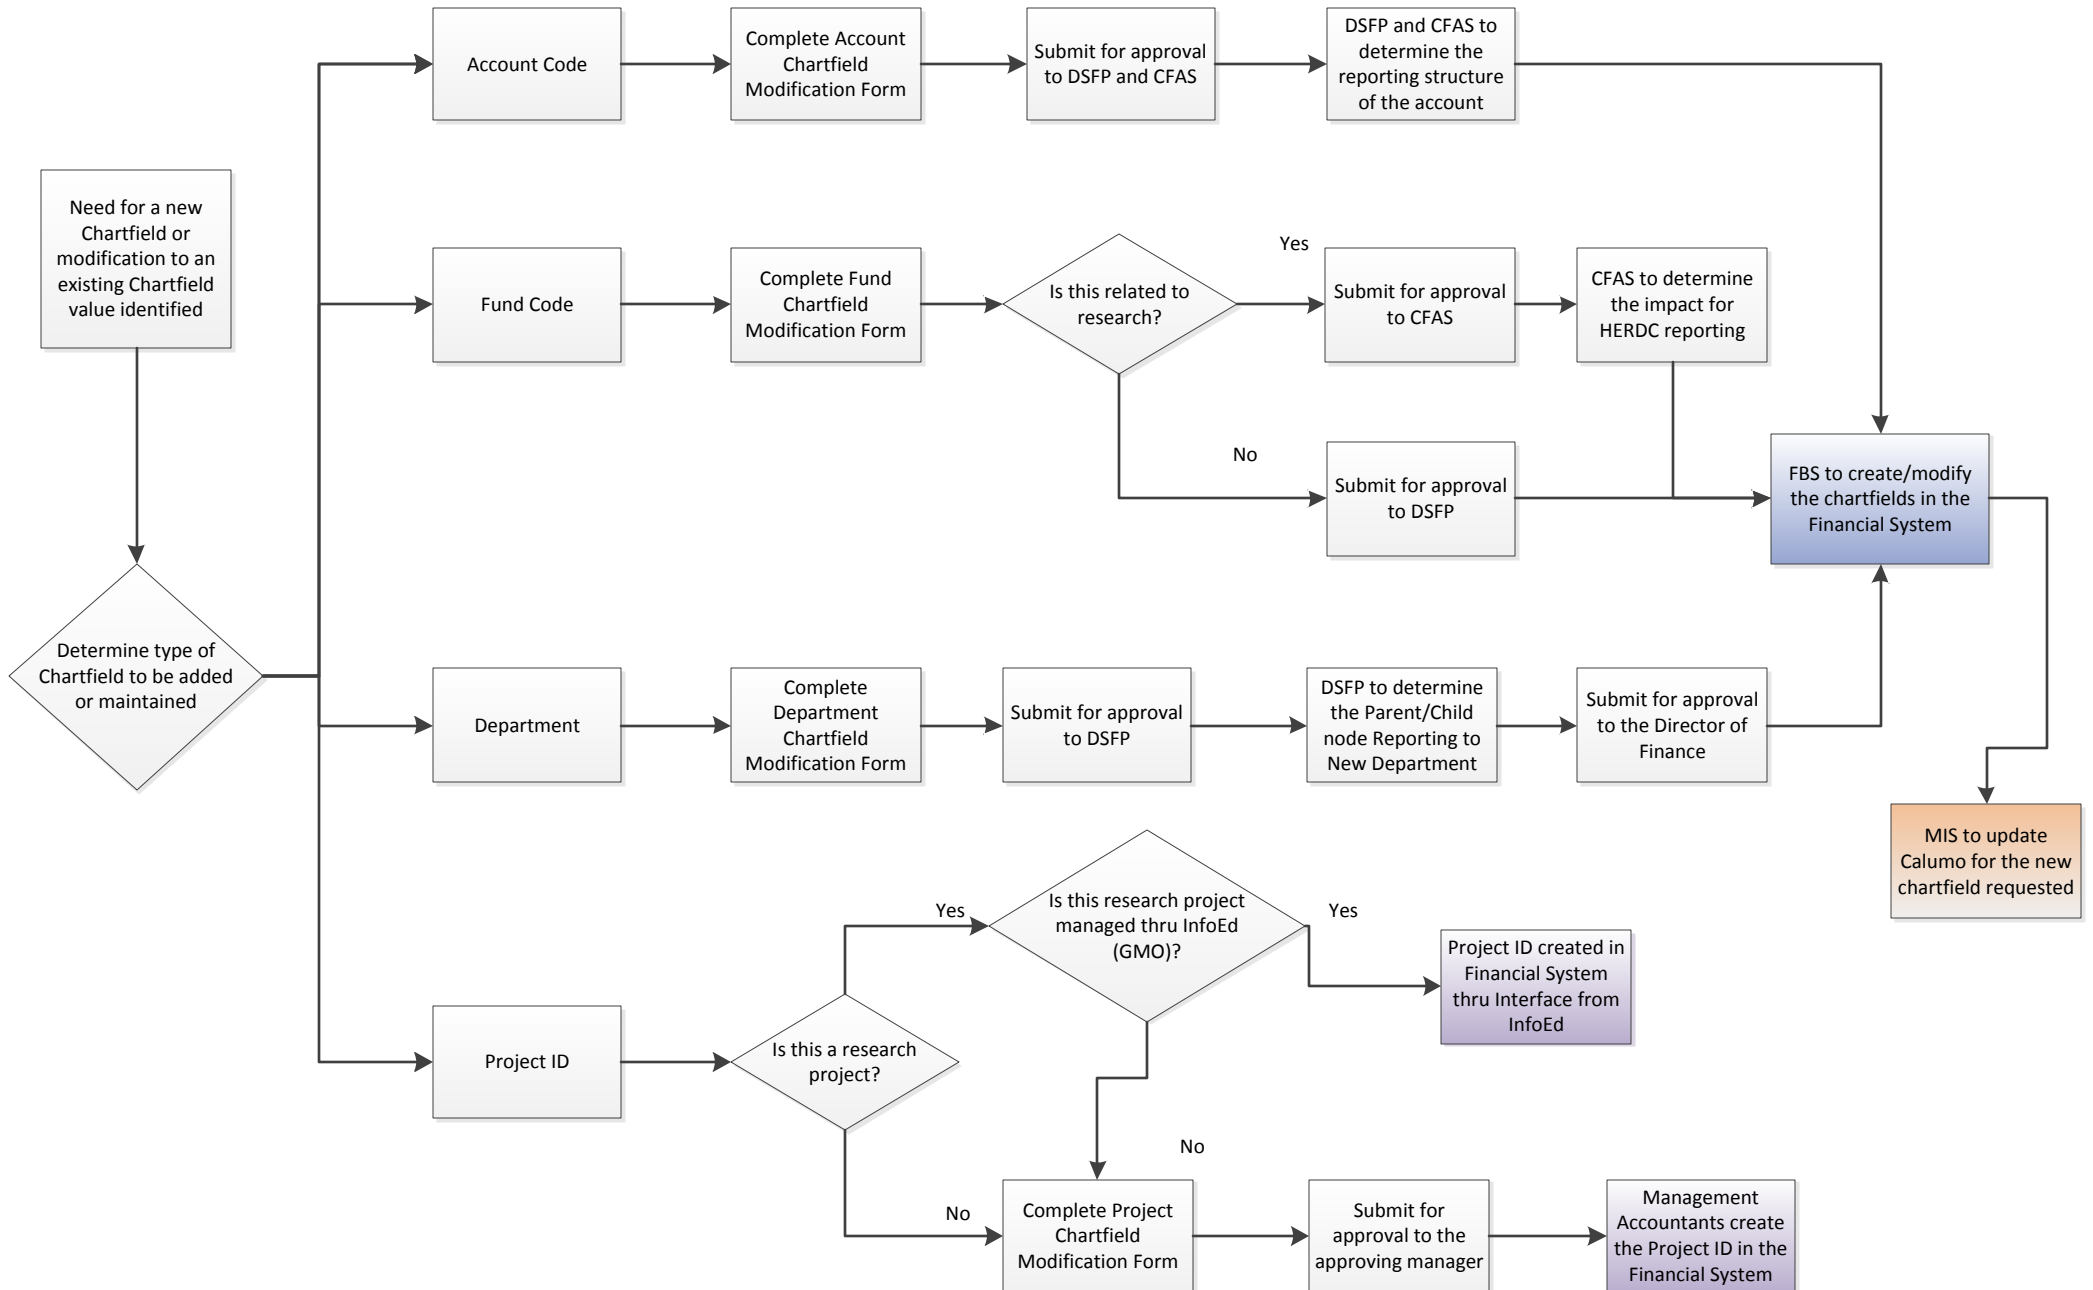 Account Code
Complete Account
Chartfield
Modification Form
Submit for approval
to DSFP and CFAS
DSFP and CFAS to
determine the
reporting structure
of the account
Need for a new
Chartfield or
modification to an
existing Chartfield
value identified
Fund Code
Complete Fund
Chartfield
Modification Form
Is this related to
research?
Yes
Submit for approval
to CFAS
CFAS to determine
the impact for
HERDC reporting
No
Submit for approval
to DSFP
FBS to create/modify
the chartfields in the
Financial System
Determine type of
Chartfield to be added
or maintained
Department
Complete
Department
Chartfield
Modification Form
Submit for approval
to DSFP
DSFP to determine
the Parent/Child
node Reporting to
New Department
Submit for approval
to the Director of
Finance
MIS to update
Calumo for the new
chartfield requested
Project ID
Is this a research
project?
Yes
Is this research project
managed thru InfoEd
(GMO)?
Yes
Project ID created in
Financial System
thru Interface from
InfoEd
No
No
Complete Project
Chartfield
Modification Form
Submit for
approval to the
approving manager
Management
Accountants create
the Project ID in the
Financial System